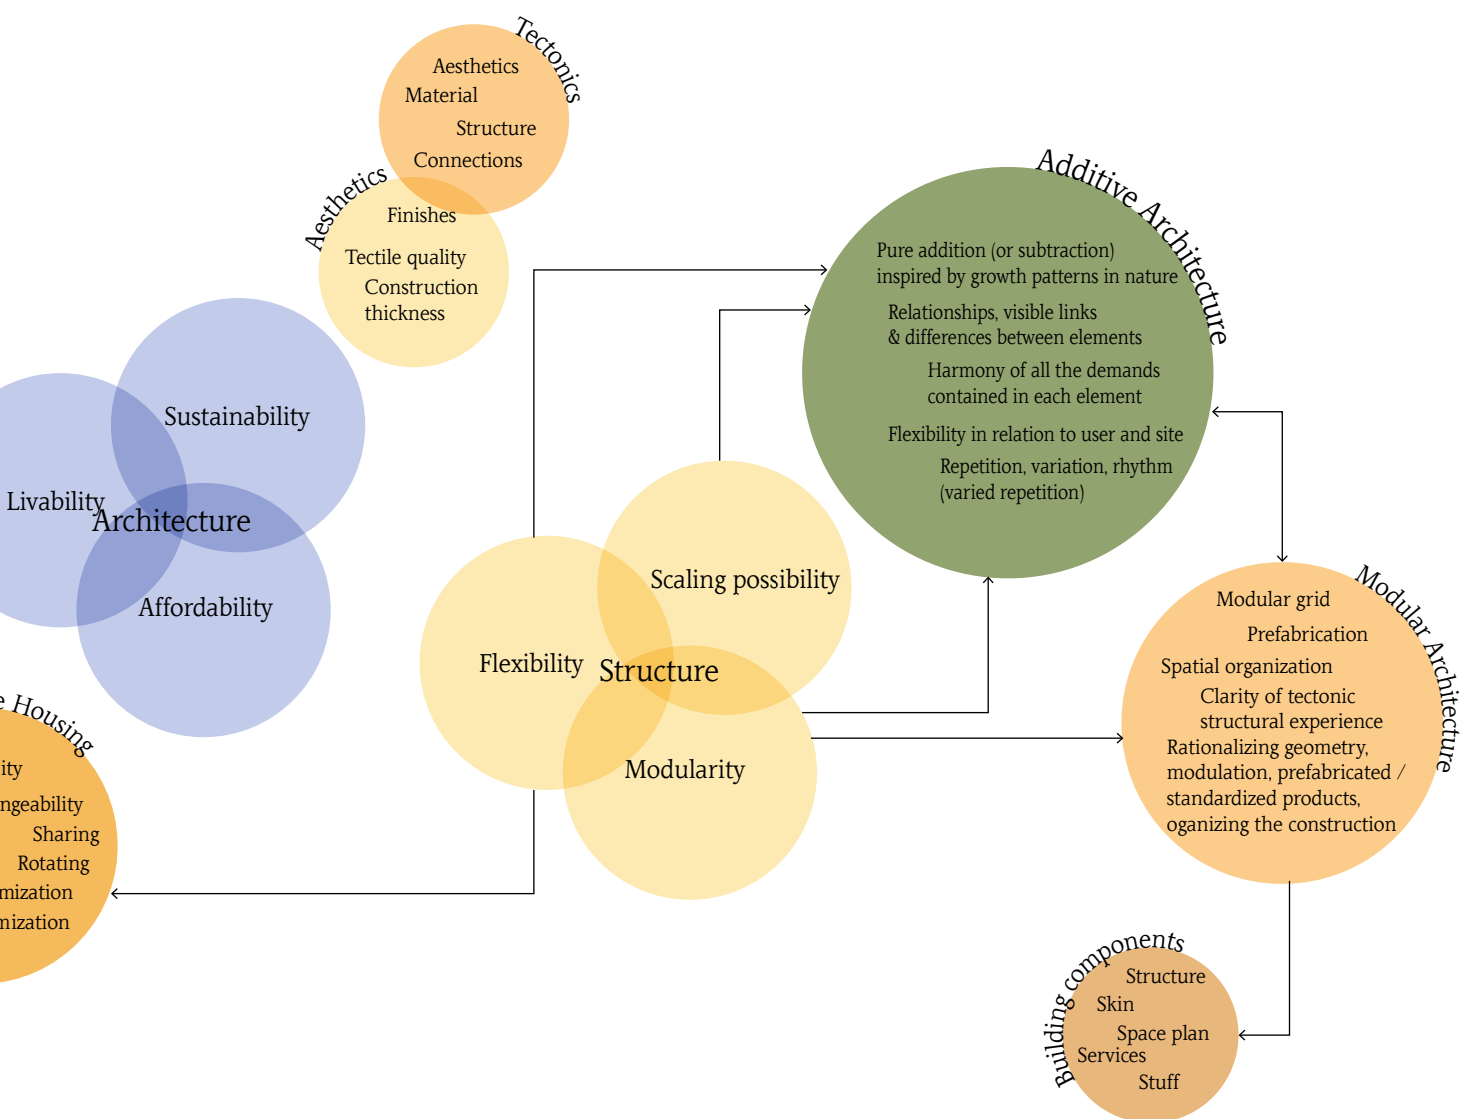 Tectonics
Aesthetics
Material
Structure
Connections
Aesthetics
Finishes
Tectile quality
Construction
thickness
Sustainability
Livability
Architecture
Affordability
Additive Architecture
Pure addition (or subtraction)
inspired by growth patterns in nature
Relationships, visible links
& differences between elements
Harmony of all the demands
contained in each element
Flexibility in relation to user and site
Repetition, variation, rhythm
(varied repetition)
Scaling possibility
Flexibility
Structure
Modularity
Modular Architecture
Modular grid
Prefabrication
Spatial organization
Clarity of tectonic
structural experience
Rationalizing geometry,
modulation, prefabricated /
standardized products,
oganizing the construction
e Housing
ity
ngeability
Sharing
Rotating
mization
mization
Building components
Structure
Skin
Space plan
Services
Stuff